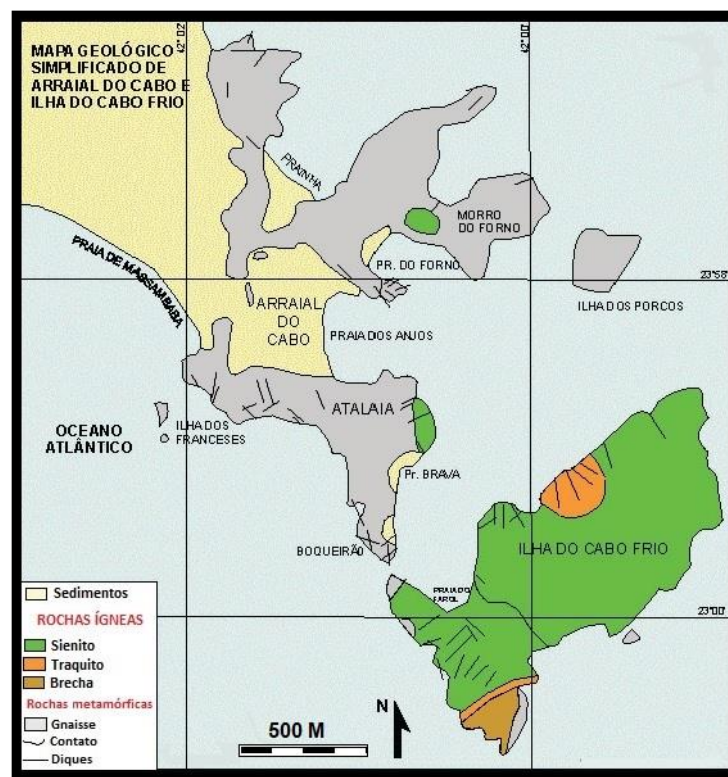 MAPA GEOLÓGICO
SIMPLIFICADO DE
ARRAIAL DO CABO E
ILHA DO CABO FRIO
42° 02'
42° 00'
PRAINHA
MORRO
DO FORNO
PR. DO FORNO
23°58'
PRAIA DE MASSAMBABA
ILHA DOS PORCOS
ARRAIAL
DO
CABO
PRAIA DOS ANJOS
ATALAIA
OCEANO
ATLÂNTICO
ILHA DOS
FRANCESES
Pr. BRAVA
BOQUEIRÃO
ILHA DO CABO FRIO
PRAIA DO
FAROL
23°00'
Sedimentos
ROCHAS ÍGNEAS
Sienito
Traquito
Brecha
Rochas metamórficas
Gnaisse
Contato
Diques
500 M
N